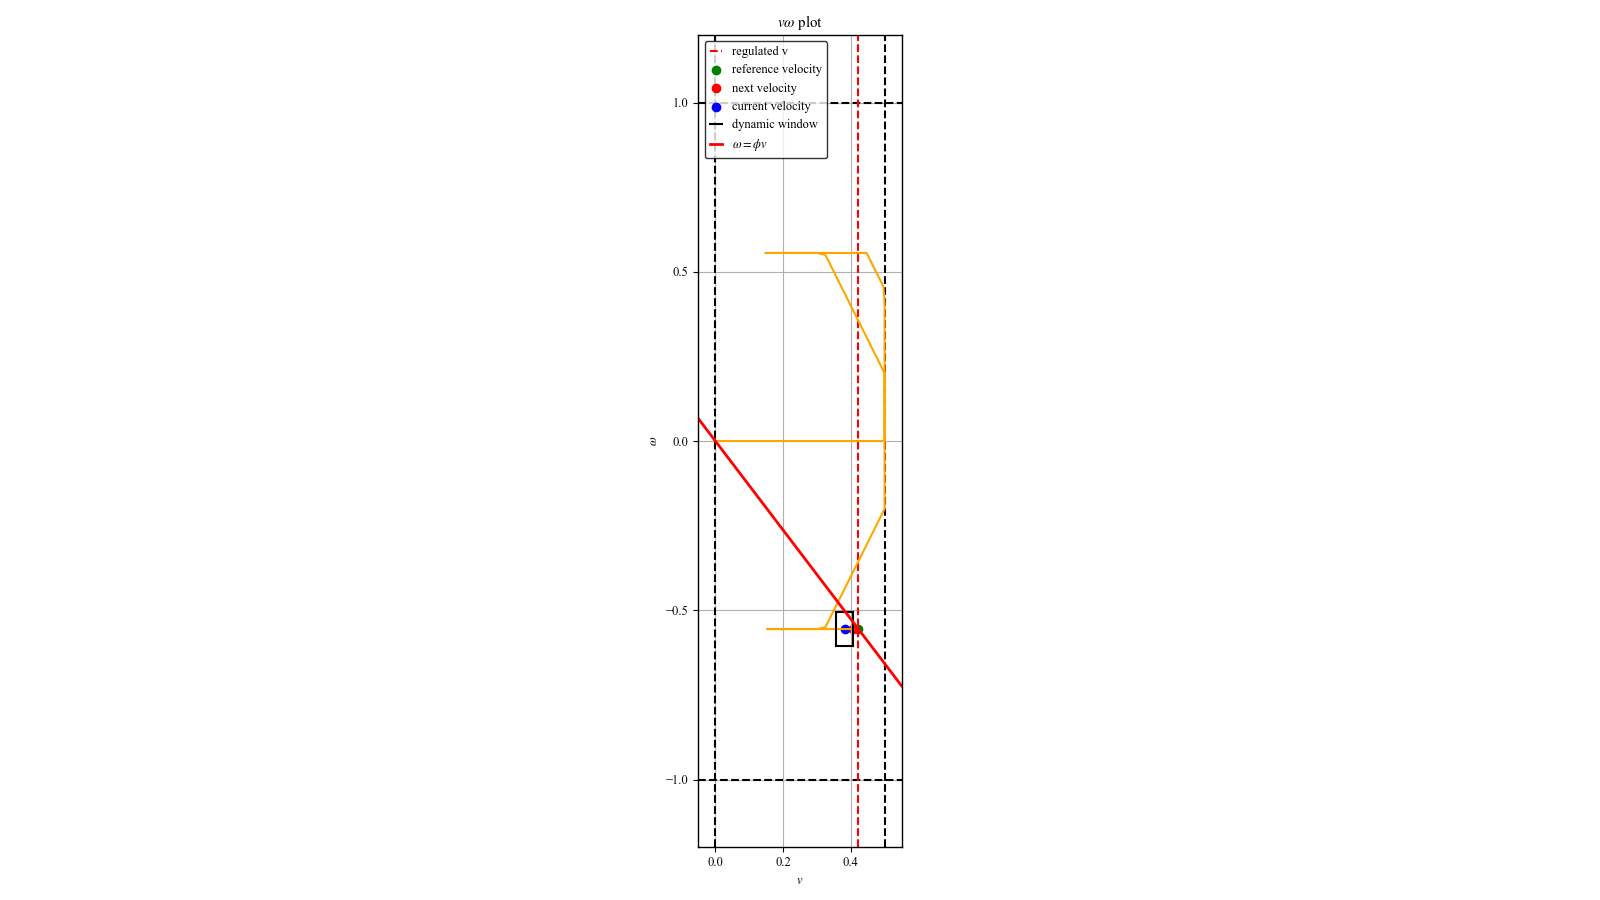 vω plot
regulated v
reference velocity
next velocity
current velocity
dynamic window
ω = ϕv
1.0
0.5
0.0
−0.5
−1.0
ω
0.0 0.2 0.4
v